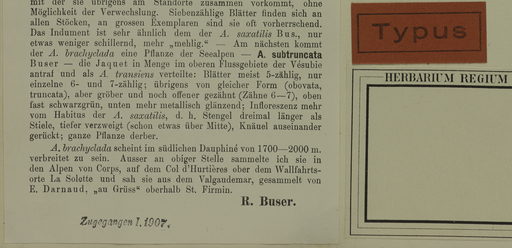 mit der sie übrigens am Standorte zusammen vorkommt, ohne
Möglichkeit der Verwechslung. Siebenzählige Blätter finden sich an
allen Stöcken, an grossen Exemplaren sind sie oft vorherrschend.
Das Indument ist sehr ähnlich dem der A. saxatilis Bus., nur
etwas weniger schillernd, mehr „mehlig.“ — Am nächsten kommt
der A. brachyclada eine Pflanze der Seealpen — A. subtruncata
Buser — die Jaquet in Menge im oberen Flussgebiete der Vésubie
antraf und als A. transiens verteilte: Blätter meist 5-zählig, nur
einzelne 6- und 7-zählig; übrigens von gleicher Form (obovata,
truncata), aber gröber und noch offener gezähnt (Zähne 6—7), oben
fast schwarzgrün, unten mehr metallisch glänzend; Infloreszenz mehr
vom Habitus der A. saxatilis, d. h. Stengel dreimal länger als
Stiele, tiefer verzweigt (schon etwas über Mitte), Knäuel auseinander
gerückt; ganze Pflanze derber.
A. brachyclada scheint im südlichen Dauphiné von 1700—2000 m.
verbreitet zu sein. Ausser an obiger Stelle sammelte ich sie in
den Alpen von Corps, auf dem Col d'Hurtières ober dem Wallfahrts-
orte La Salette und sah sie aus dem Valgaudemar, gesammelt von
E. Darnaud, „au Grüss“ oberhalb St. Firmin.
R. Buser.
Zugegangen I. 1907.
Typus
HERBARIUM REGIUM